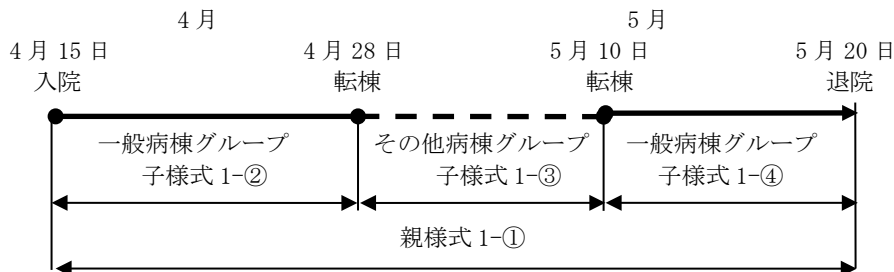 4月 5月
4月15日 4月28日 5月10日 5月20日
入院 転棟 転棟 退院
一般病棟グループ その他病棟グループ 一般病棟グループ
子様式1-② 子様式1-③ 子様式1-④
親様式1-①